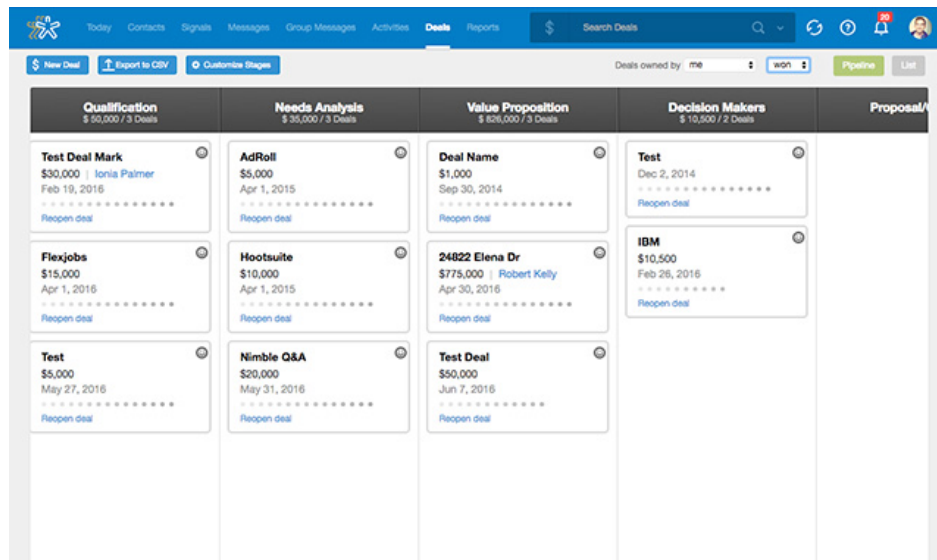 Today Contacts Signals Messages Group Messages Activities Deals Reports $ Search Deals 20
$ New Deal Export to CSV Customize Stages Deals owned by me won Pipeline List
Qualification
$ 50,000 / 3 Deals
Needs Analysis
$ 35,000 / 3 Deals
Value Proposition
$ 826,000 / 3 Deals
Decision Makers
$ 10,500 / 2 Deals
Proposal/
Test Deal Mark
$30,000 | Ionia Palmer
Feb 19, 2016
Reopen deal
Flexjobs
$15,000
Apr 1, 2016
Reopen deal
Test
$5,000
May 27, 2016
Reopen deal
AdRoll
$5,000
Apr 1, 2015
Reopen deal
Hootsuite
$10,000
Apr 1, 2015
Reopen deal
Nimble Q&A
$20,000
May 31, 2016
Reopen deal
Deal Name
$1,000
Sep 30, 2014
Reopen deal
24822 Elena Dr
$775,000 | Robert Kelly
Apr 30, 2016
Reopen deal
Test Deal
$50,000
Jun 7, 2016
Reopen deal
Test
Dec 2, 2014
Reopen deal
IBM
$10,500
Feb 26, 2016
Reopen deal